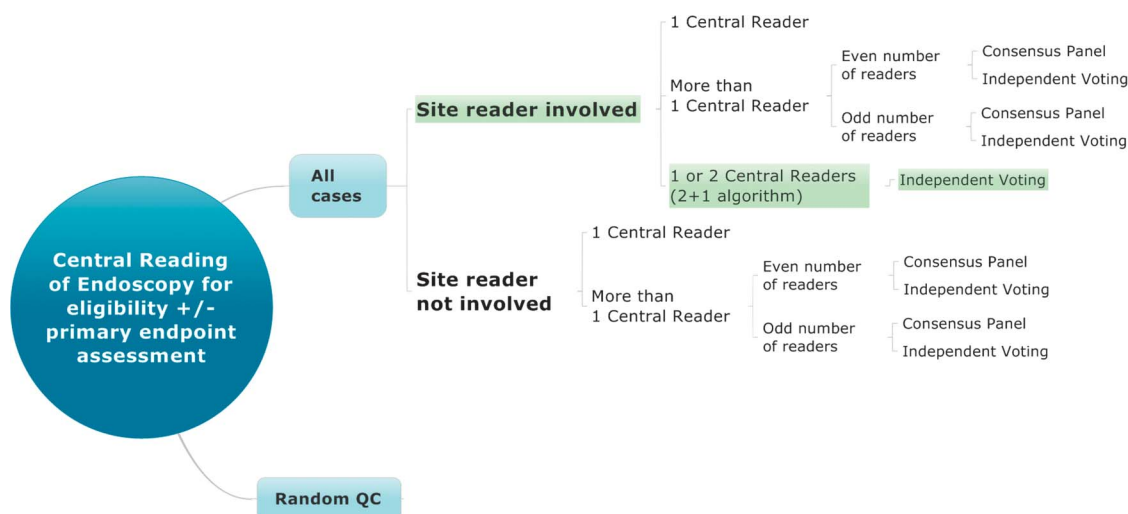 Central Reading
of Endoscopy for
eligibility +/-
primary endpoint
assessment
All
cases
Site reader involved
1 Central Reader
More than
1 Central Reader
Even number
of readers
Consensus Panel
Independent Voting
Odd number
of readers
Consensus Panel
Independent Voting
1 or 2 Central Readers
(2+1 algorithm)
Independent Voting
Site reader
not involved
1 Central Reader
More than
1 Central Reader
Even number
of readers
Consensus Panel
Independent Voting
Odd number
of readers
Consensus Panel
Independent Voting
Random QC